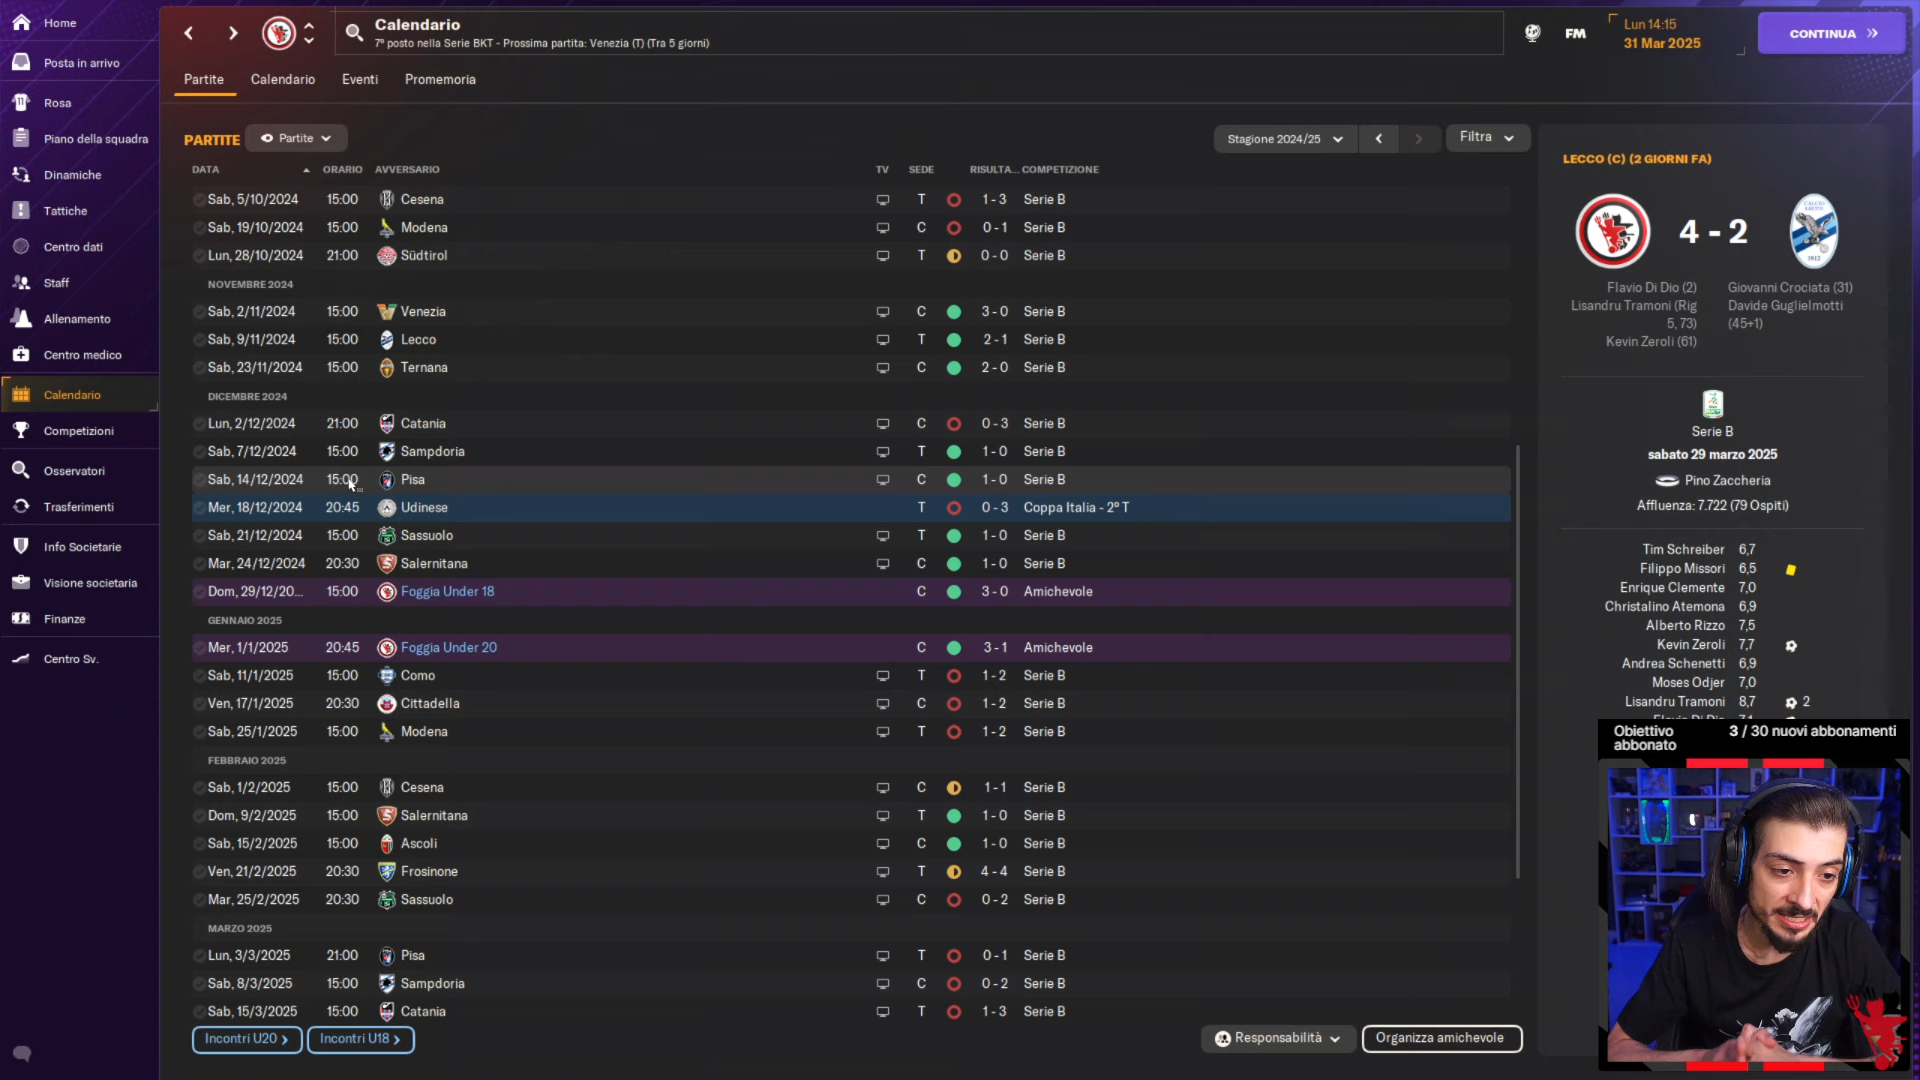 Home
Posta in arrivo
Rosa
Piano della squadra
Dinamiche
Tattiche
Centro dati
Staff
Allenamento
Centro medico
Calendario
Competizioni
Osservatori
Trasferimenti
Info Societarie
Visione societaria
Finanze
Centro Sv.
Calendario
7° posto nella Serie BKT - Prossima partita: Venezia (T) (Tra 5 giorni)
FM
Lun 14:15
31 Mar 2025
CONTINUA
Partite Calendario Eventi Promemoria
PARTITE Partite
Stagione 2024/25
Filtra
DATA ORARIO AVVERSARIO TV SEDE RISULTA... COMPETIZIONE
Sab, 5/10/2024 15:00 Cesena T 1 - 3 Serie B
Sab, 19/10/2024 15:00 Modena C 0 - 1 Serie B
Lun, 28/10/2024 21:00 Südtirol T 0 - 0 Serie B
NOVEMBRE 2024
Sab, 2/11/2024 15:00 Venezia C 3 - 0 Serie B
Sab, 9/11/2024 15:00 Lecco T 2 - 1 Serie B
Sab, 23/11/2024 15:00 Ternana C 2 - 0 Serie B
DICEMBRE 2024
Lun, 2/12/2024 21:00 Catania C 0 - 3 Serie B
Sab, 7/12/2024 15:00 Sampdoria T 1 - 0 Serie B
Sab, 14/12/2024 15:00 Pisa C 1 - 0 Serie B
Mer, 18/12/2024 20:45 Udinese T 0 - 3 Coppa Italia - 2° T
Sab, 21/12/2024 15:00 Sassuolo T 1 - 0 Serie B
Mar, 24/12/2024 20:30 Salernitana C 1 - 0 Serie B
Dom, 29/12/20... 15:00 Foggia Under 18 C 3 - 0 Amichevole
GENNAIO 2025
Mer, 1/1/2025 20:45 Foggia Under 20 C 3 - 1 Amichevole
Sab, 11/1/2025 15:00 Como T 1 - 2 Serie B
Ven, 17/1/2025 20:30 Cittadella C 1 - 2 Serie B
Sab, 25/1/2025 15:00 Modena T 1 - 2 Serie B
FEBBRAIO 2025
Sab, 1/2/2025 15:00 Cesena C 1 - 1 Serie B
Dom, 9/2/2025 15:00 Salernitana T 1 - 0 Serie B
Sab, 15/2/2025 15:00 Ascoli C 1 - 0 Serie B
Ven, 21/2/2025 20:30 Frosinone T 4 - 4 Serie B
Mar, 25/2/2025 20:30 Sassuolo C 0 - 2 Serie B
MARZO 2025
Lun, 3/3/2025 21:00 Pisa T 0 - 1 Serie B
Sab, 8/3/2025 15:00 Sampdoria C 0 - 2 Serie B
Sab, 15/3/2025 15:00 Catania T 1 - 3 Serie B
Incontri U20
Incontri U18
Responsabilità
Organizza amichevole
LECCO (C) (2 GIORNI FA)
4 - 2
CALCIO LECCO
1912
Flavio Di Dio (2)
Lisandru Tramoni (Rig
5, 73)
Kevin Zeroli (61)
Giovanni Crociata (31)
Davide Guglielmotti
(45+1)
Serie B
sabato 29 marzo 2025
Pino Zaccheria
Affluenza: 7.722 (79 Ospiti)
Tim Schreiber 6,7
Filippo Missori 6,5
Enrique Clemente 7,0
Christalino Atemona 6,9
Alberto Rizzo 7,5
Kevin Zeroli 7,7
Andrea Schenetti 6,9
Moses Odjer 7,0
Lisandru Tramoni 8,7 2
Obiettivo
abbonato
3 / 30 nuovi abbonamenti